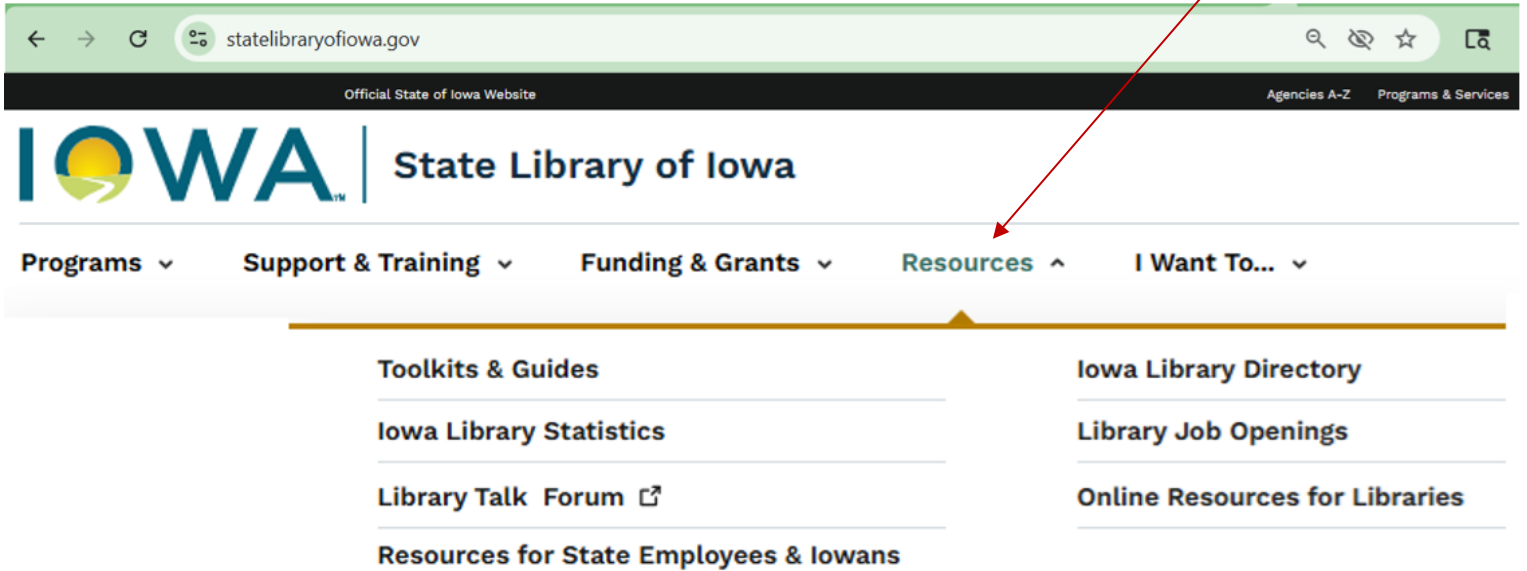 statelibraryofiowa.gov
Official State of Iowa Website
Agencies A-Z Programs & Services
IOWA™ State Library of Iowa
Programs Support & Training Funding & Grants Resources I Want To...
Toolkits & Guides Iowa Library Directory
Iowa Library Statistics Library Job Openings
Library Talk Forum Online Resources for Libraries
Resources for State Employees & Iowans